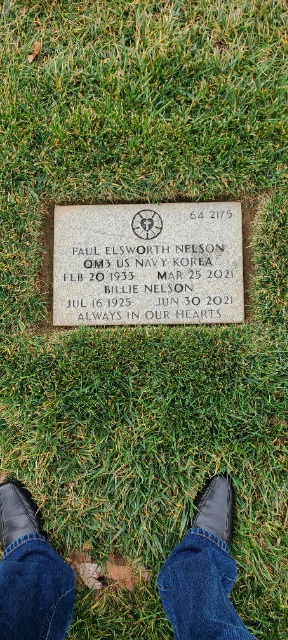 64 2175
PAUL ELSWORTH NELSON
QM3 US NAVY KOREA
FEB 20 1933 MAR 25 2021
BILLIE NELSON
JUL 16 1925 JUN 30 2021
ALWAYS IN OUR HEARTS